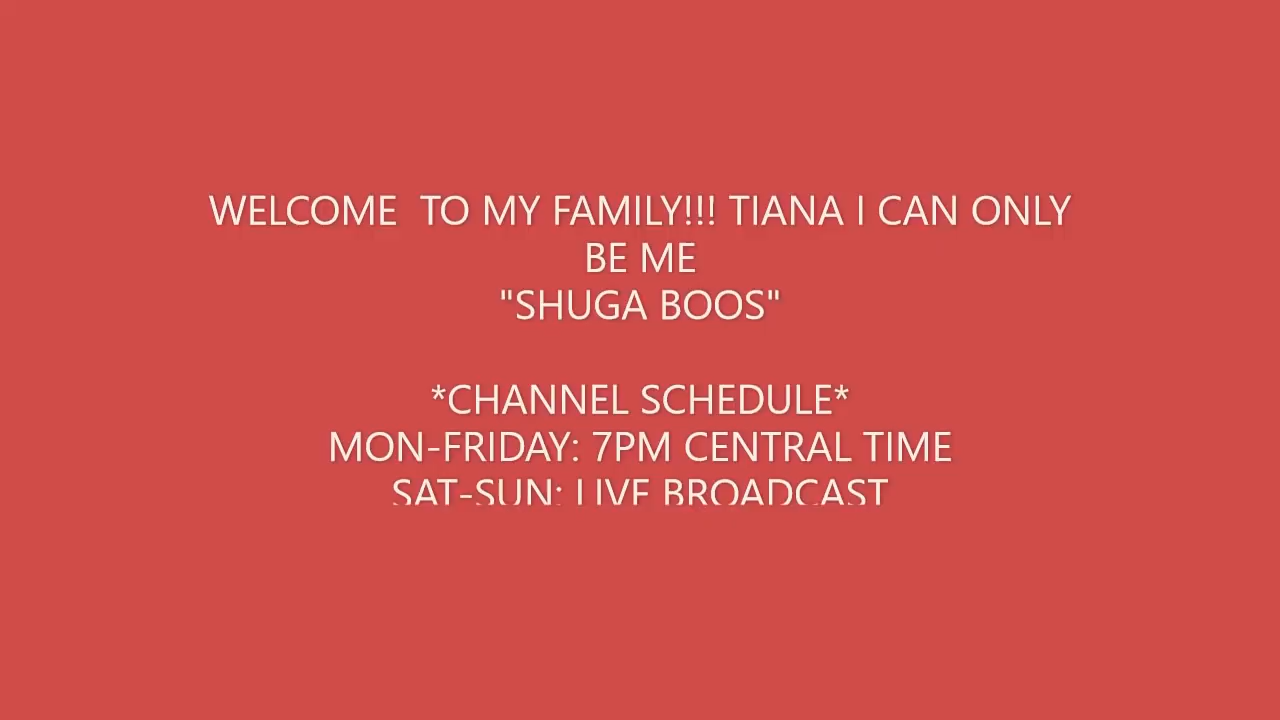 WELCOME  TO MY FAMILY!!! TIANA I CAN ONLY
BE ME
"SHUGA BOOS"
*CHANNEL SCHEDULE*
MON-FRIDAY: 7PM CENTRAL TIME
SAT-SUN: LIVE BROADCAST